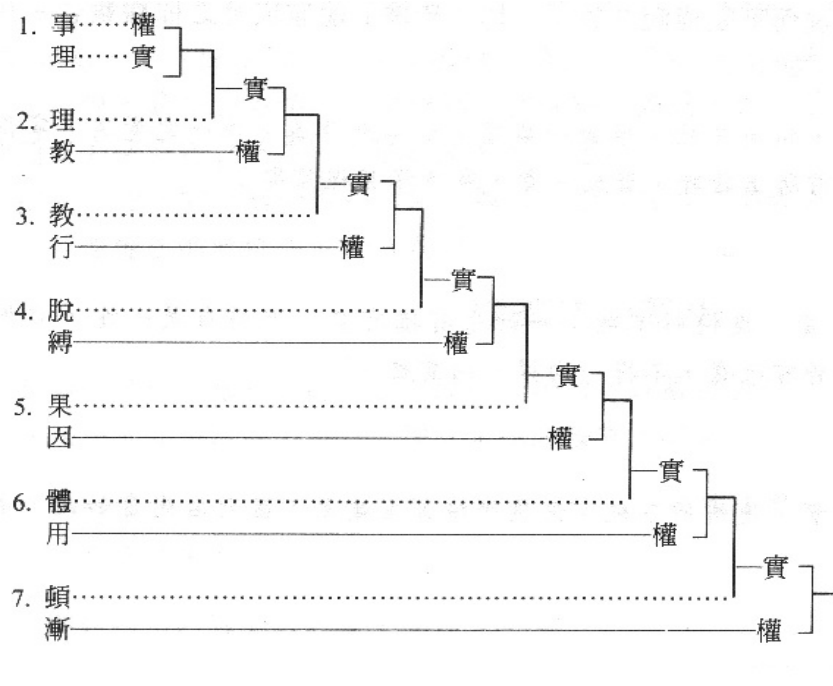 1. 事……權
理……實
實
2. 理
教 權
實
3. 教
行 權
實
4. 脫
縛 權
實
5. 果
因 權
實
6. 體
用 權
實
7. 頓
漸 權